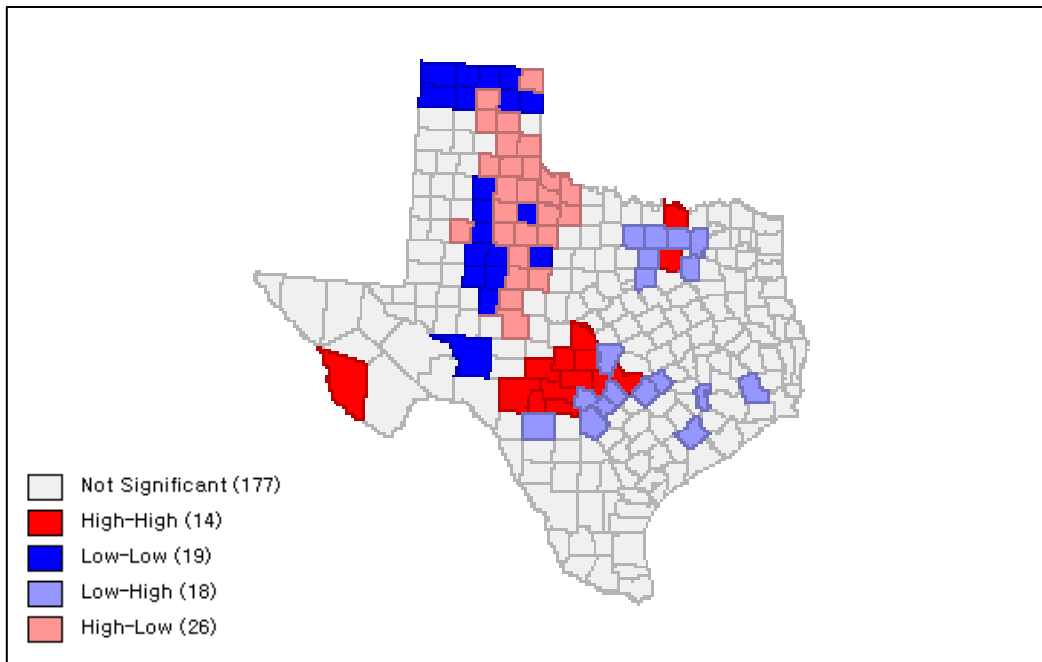 Not Significant (177)
High-High (14)
Low-Low (19)
Low-High (18)
High-Low (26)